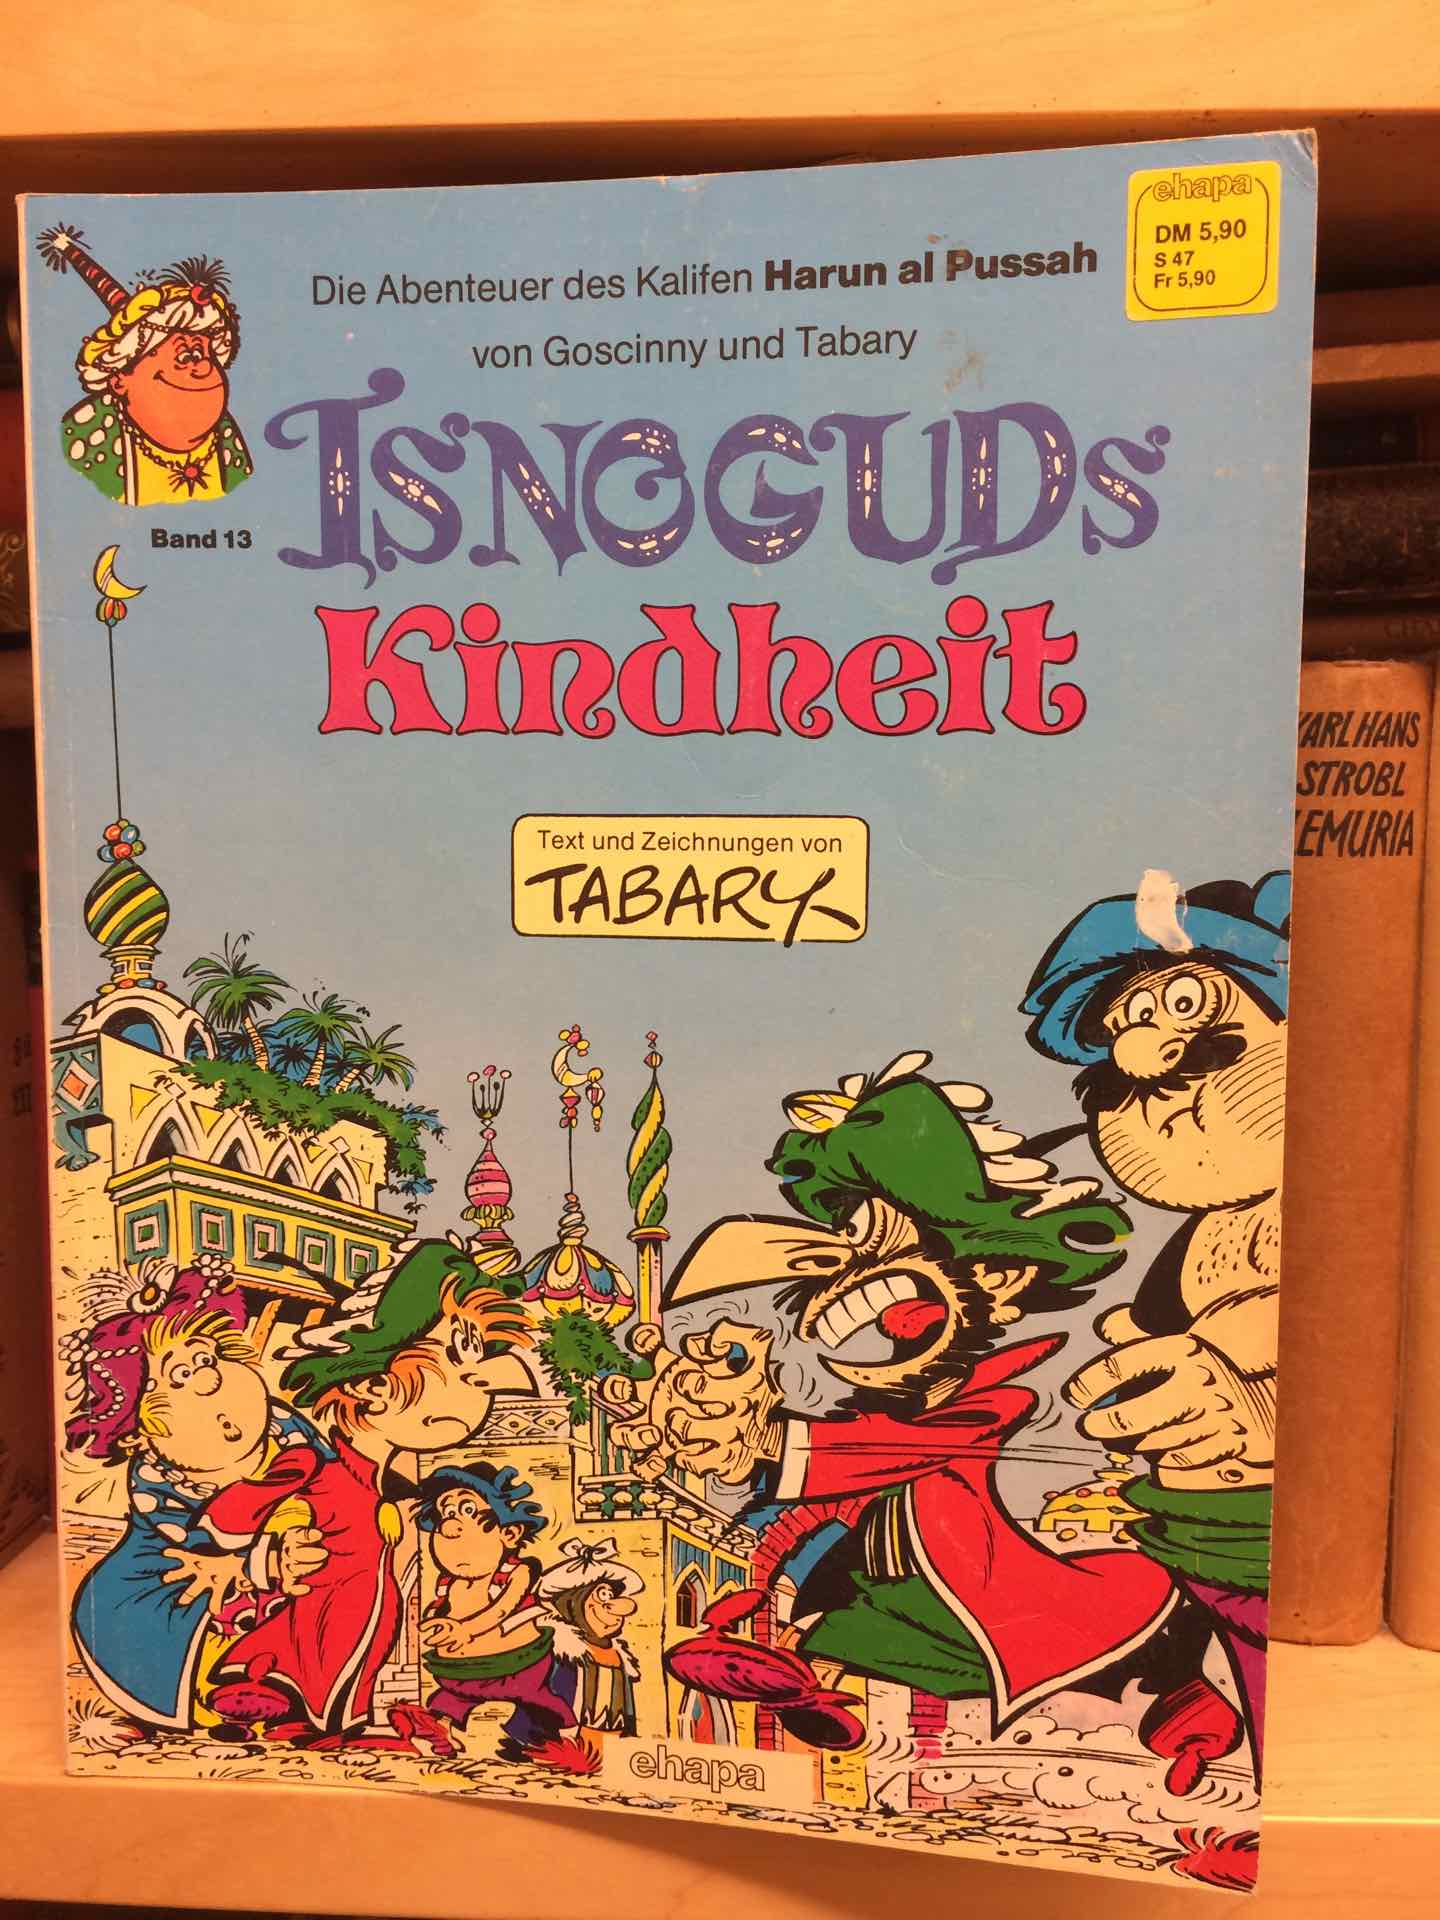 ehapa
DM 5,90
S 47
Fr 5,90
Die Abenteuer des Kalifen Harun al Pussah
von Goscinny und Tabary
ISNOGUDs
Band 13
Kindheit
Text und Zeichnungen von
TABARY
ehapa
KARL HANS
STROBL
LEMURIA